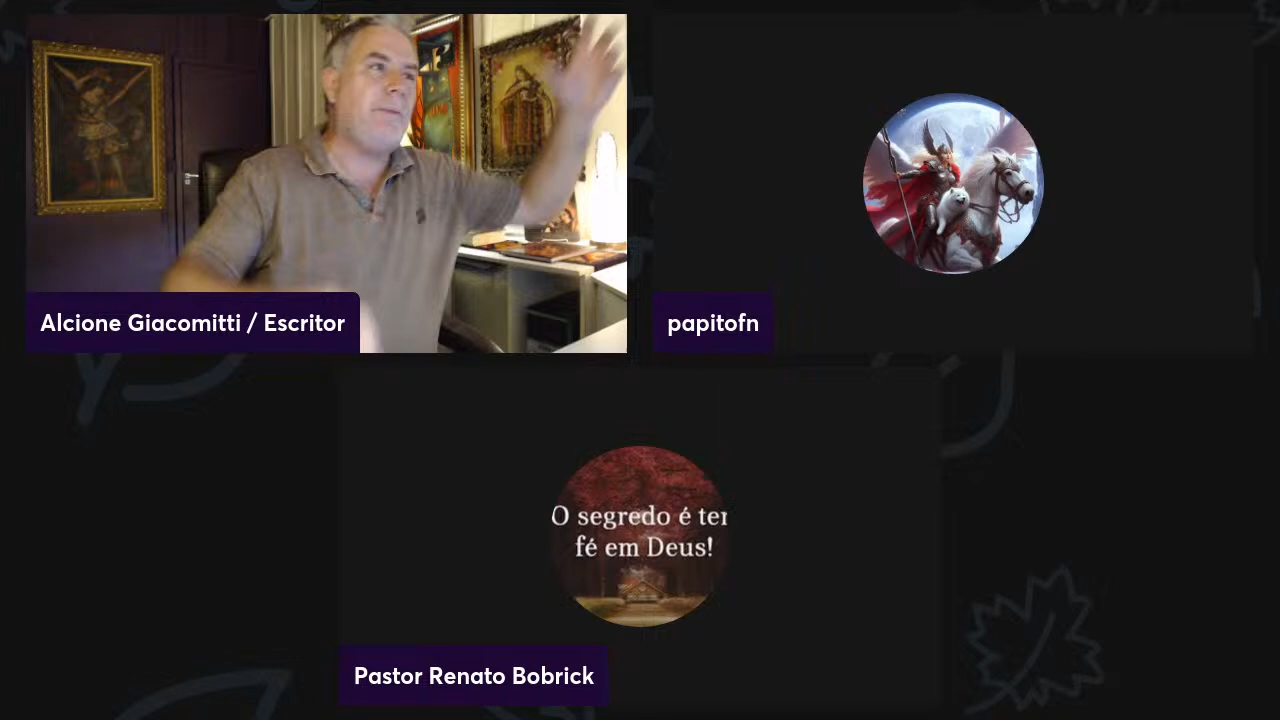 Alcione Giacomitti / Escritor
papitofn
O segredo é ter
fé em Deus!
Pastor Renato Bobrick